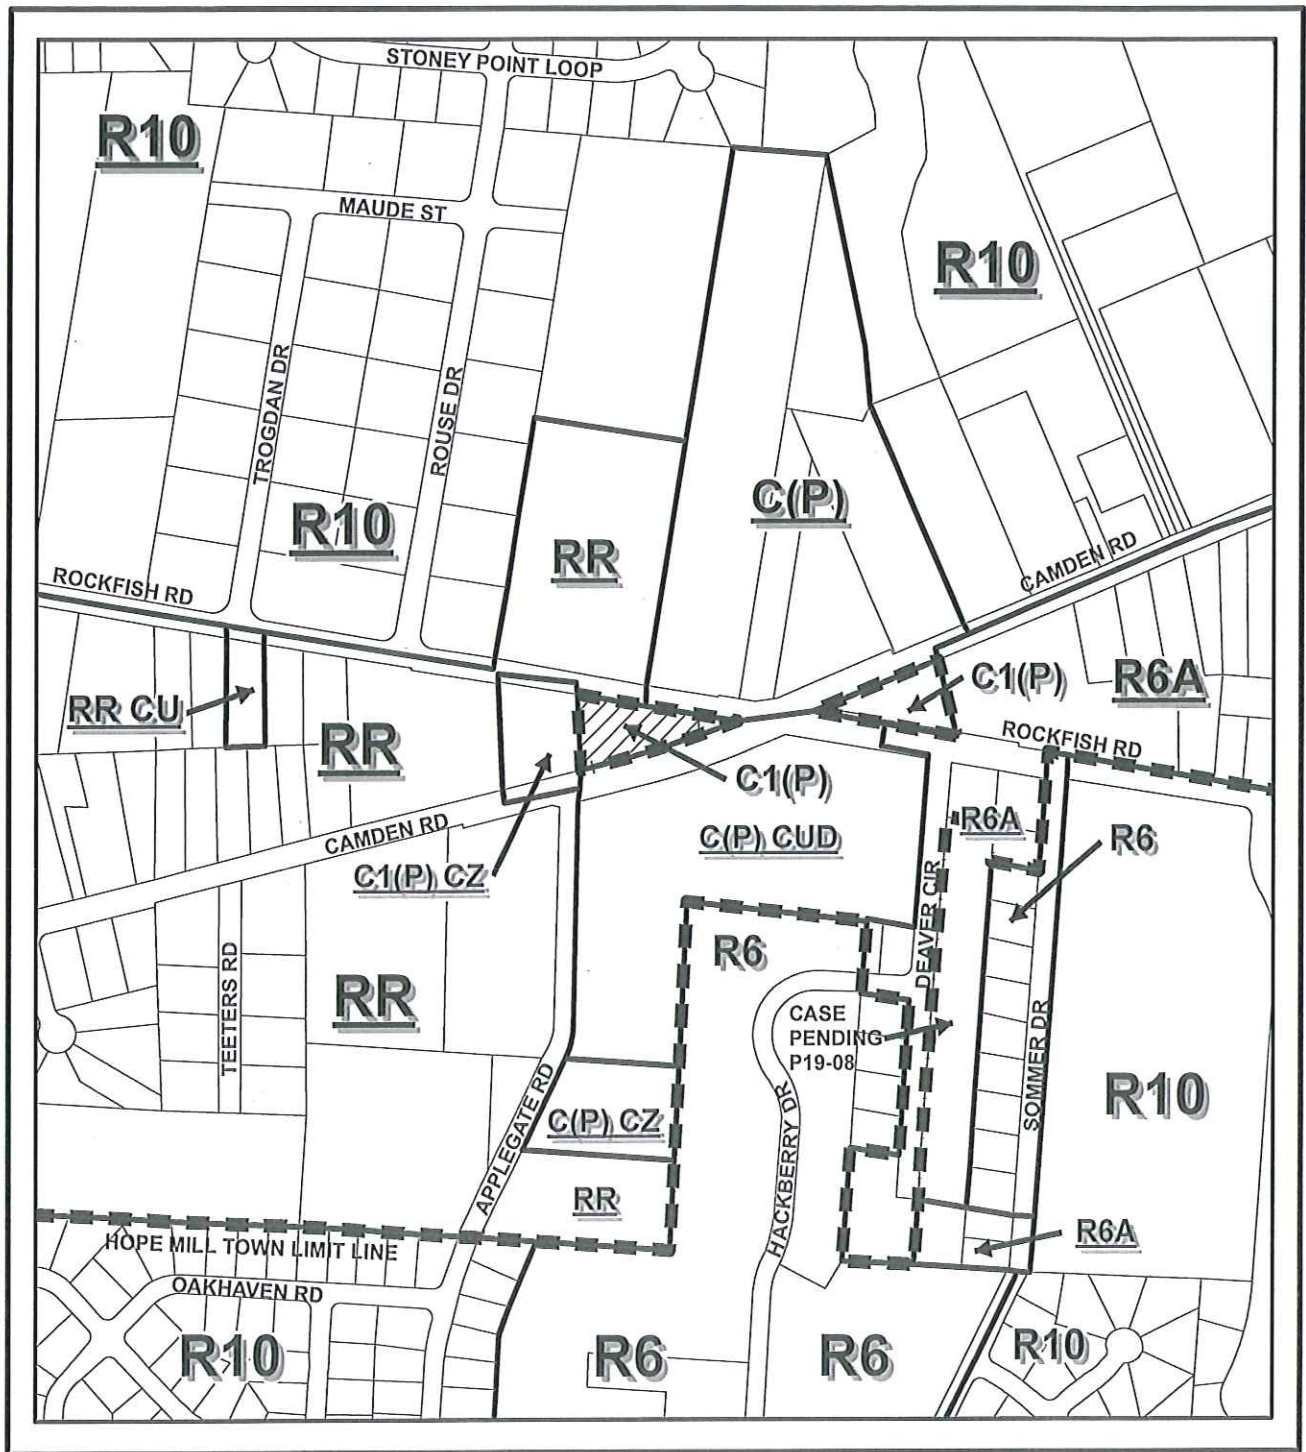 STONEY POINT LOOP
R10
MAUDE ST
R10
TROGDAN DR
ROUSE DR
C(P)
R10
RR
CAMDEN RD
ROCKFISH RD
C1(P)
R6A
RR CU
RR
ROCKFISH RD
C1(P)
R6A
CAMDEN RD
C(P) CUD
R6
C1(P) CZ
DEAVER CIR
R6
TEETERS RD
RR
CASE
PENDING
P19-08
SOMMER DR
R10
APPLEGATE RD
C(P) CZ
HACKBERRY DR
RR
R6A
HOPE MILL TOWN LIMIT LINE
OAKHAVEN RD
R10
R6
R6
R10